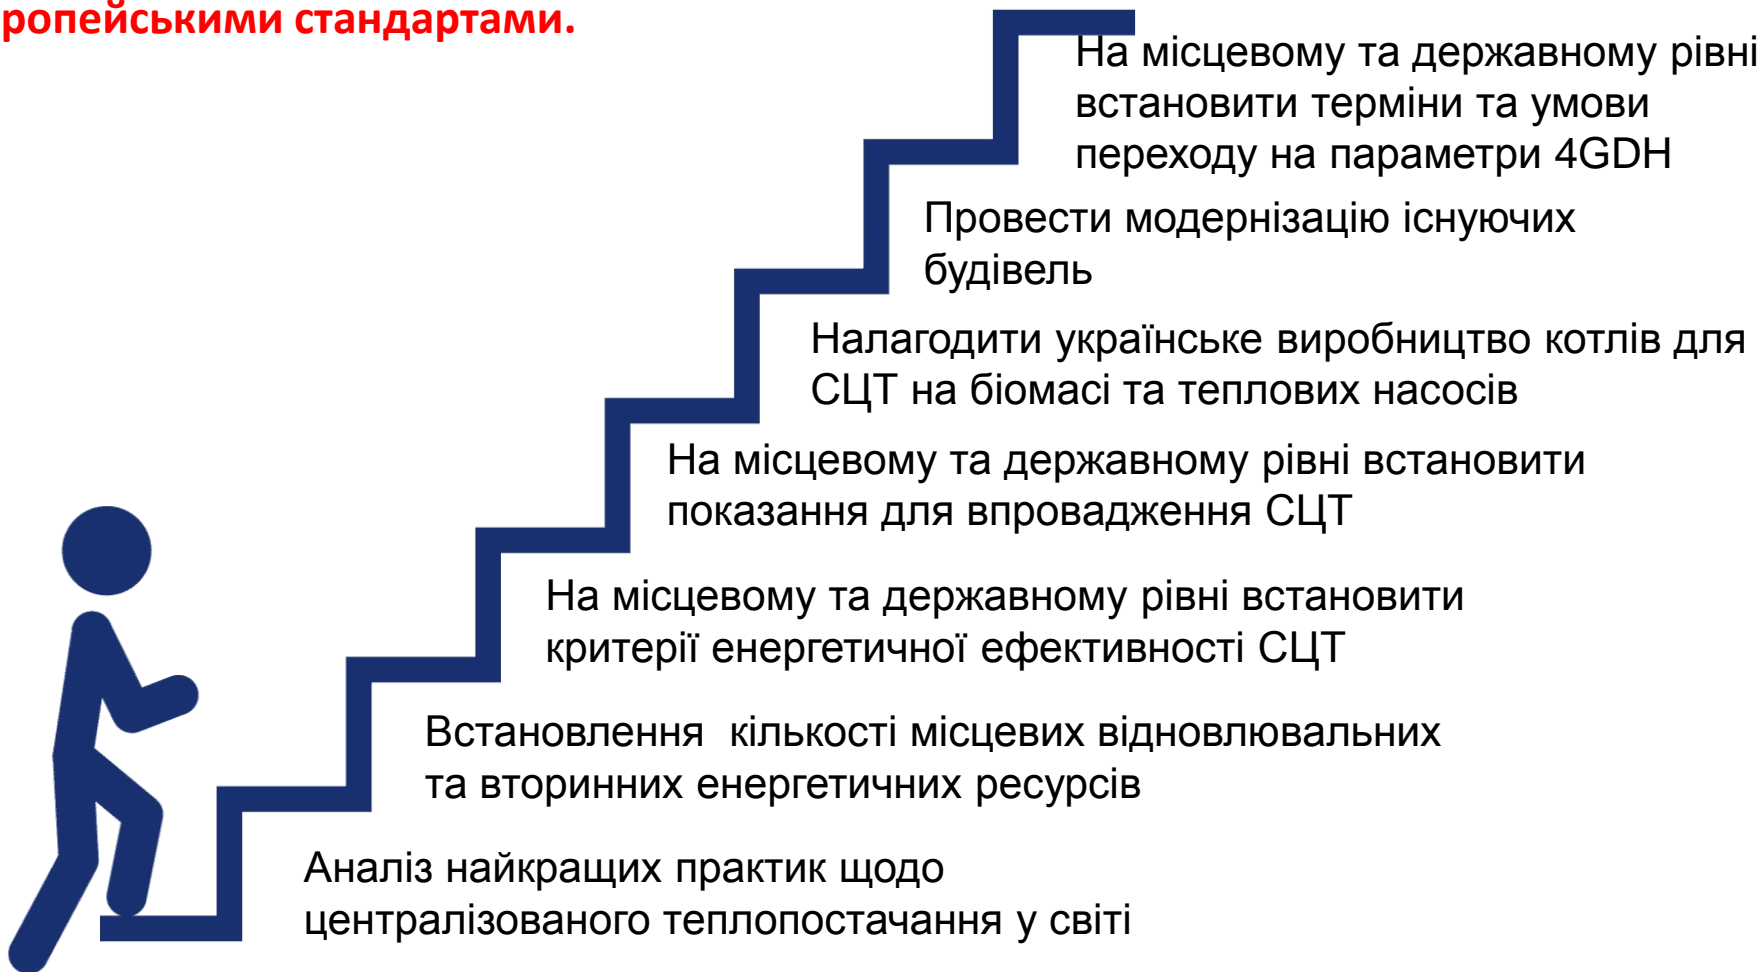 ропейськими стандартами.
На місцевому та державному рівні
встановити терміни та умови
переходу на параметри 4GDH
Провести модернізацію існуючих
будівель
Налагодити українське виробництво котлів для
СЦТ на біомасі та теплових насосів
На місцевому та державному рівні встановити
показання для впровадження СЦТ
На місцевому та державному рівні встановити
критерії енергетичної ефективності СЦТ
Встановлення  кількості місцевих відновлювальних
та вторинних енергетичних ресурсів
Аналіз найкращих практик щодо
централізованого теплопостачання у світі